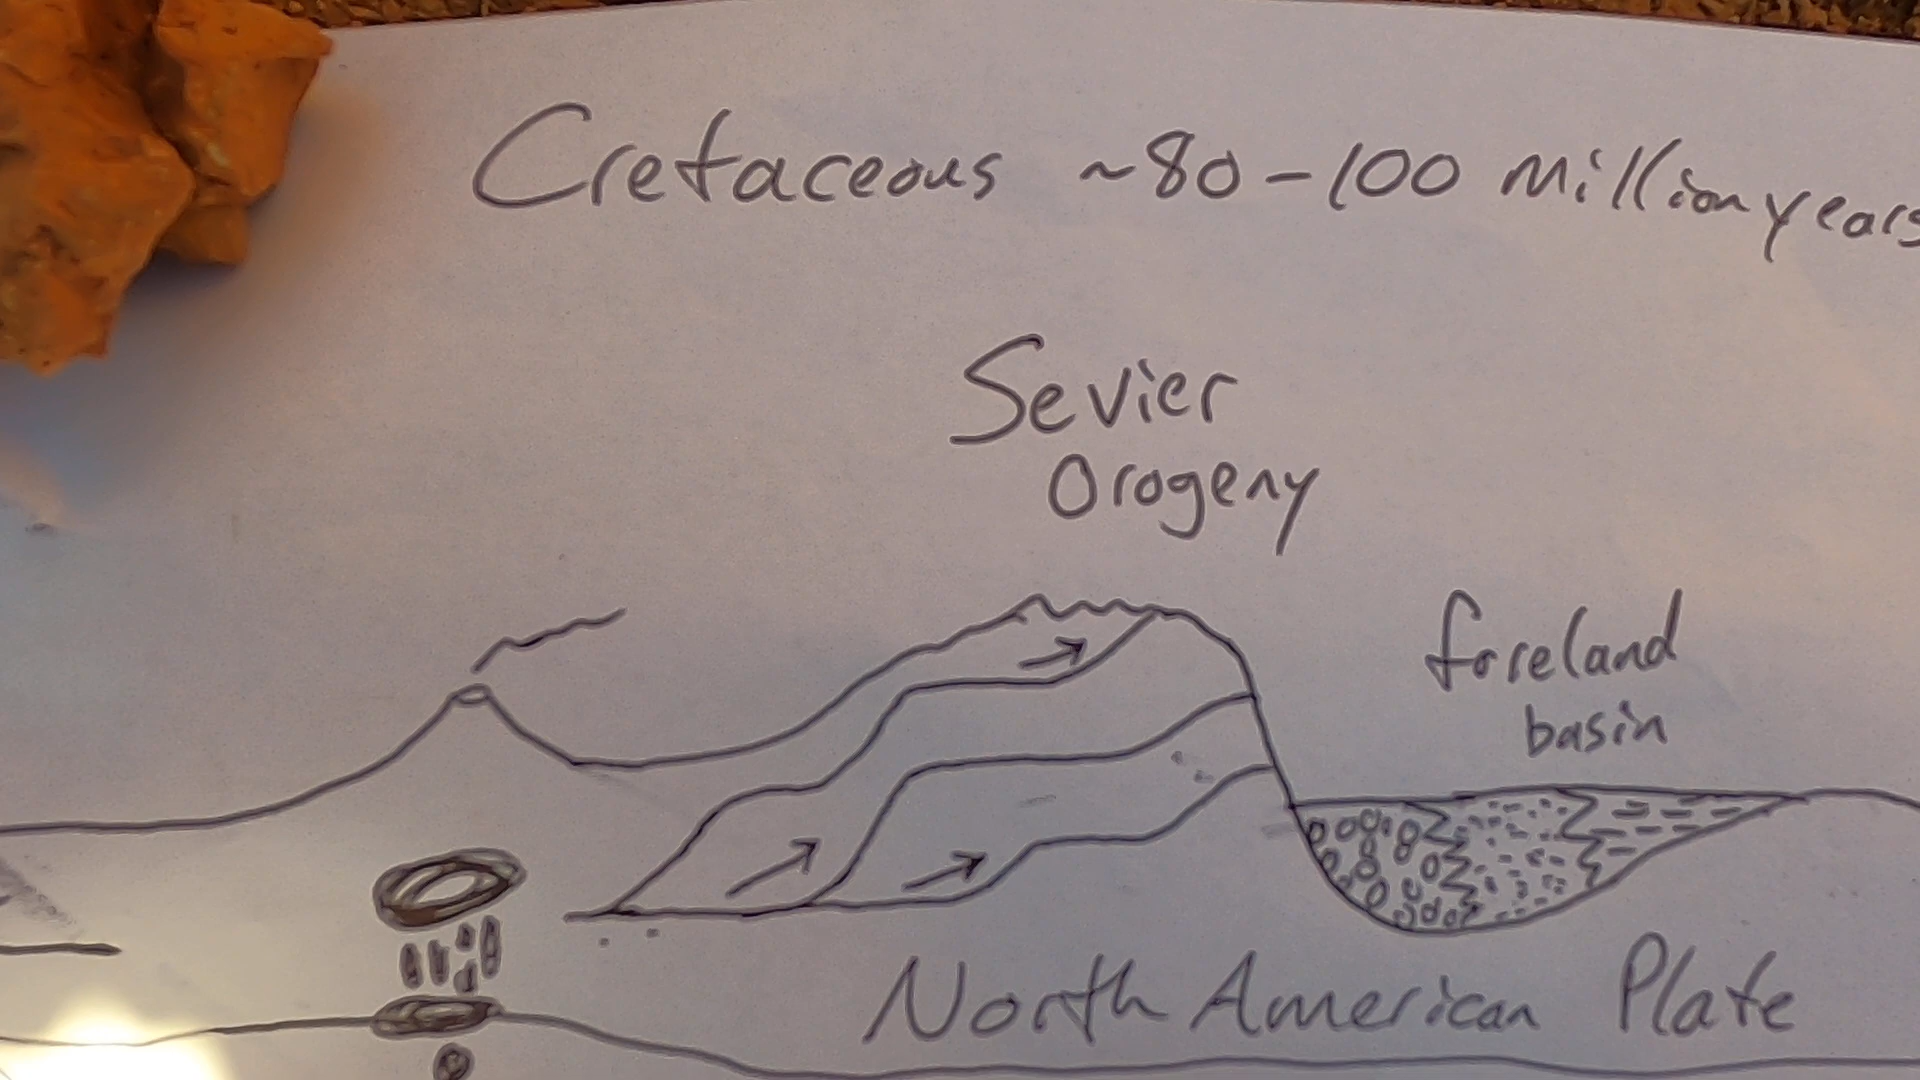 Cretaceous ~80-100 Million years
Sevier
Orogeny
foreland
basin
North American Plate